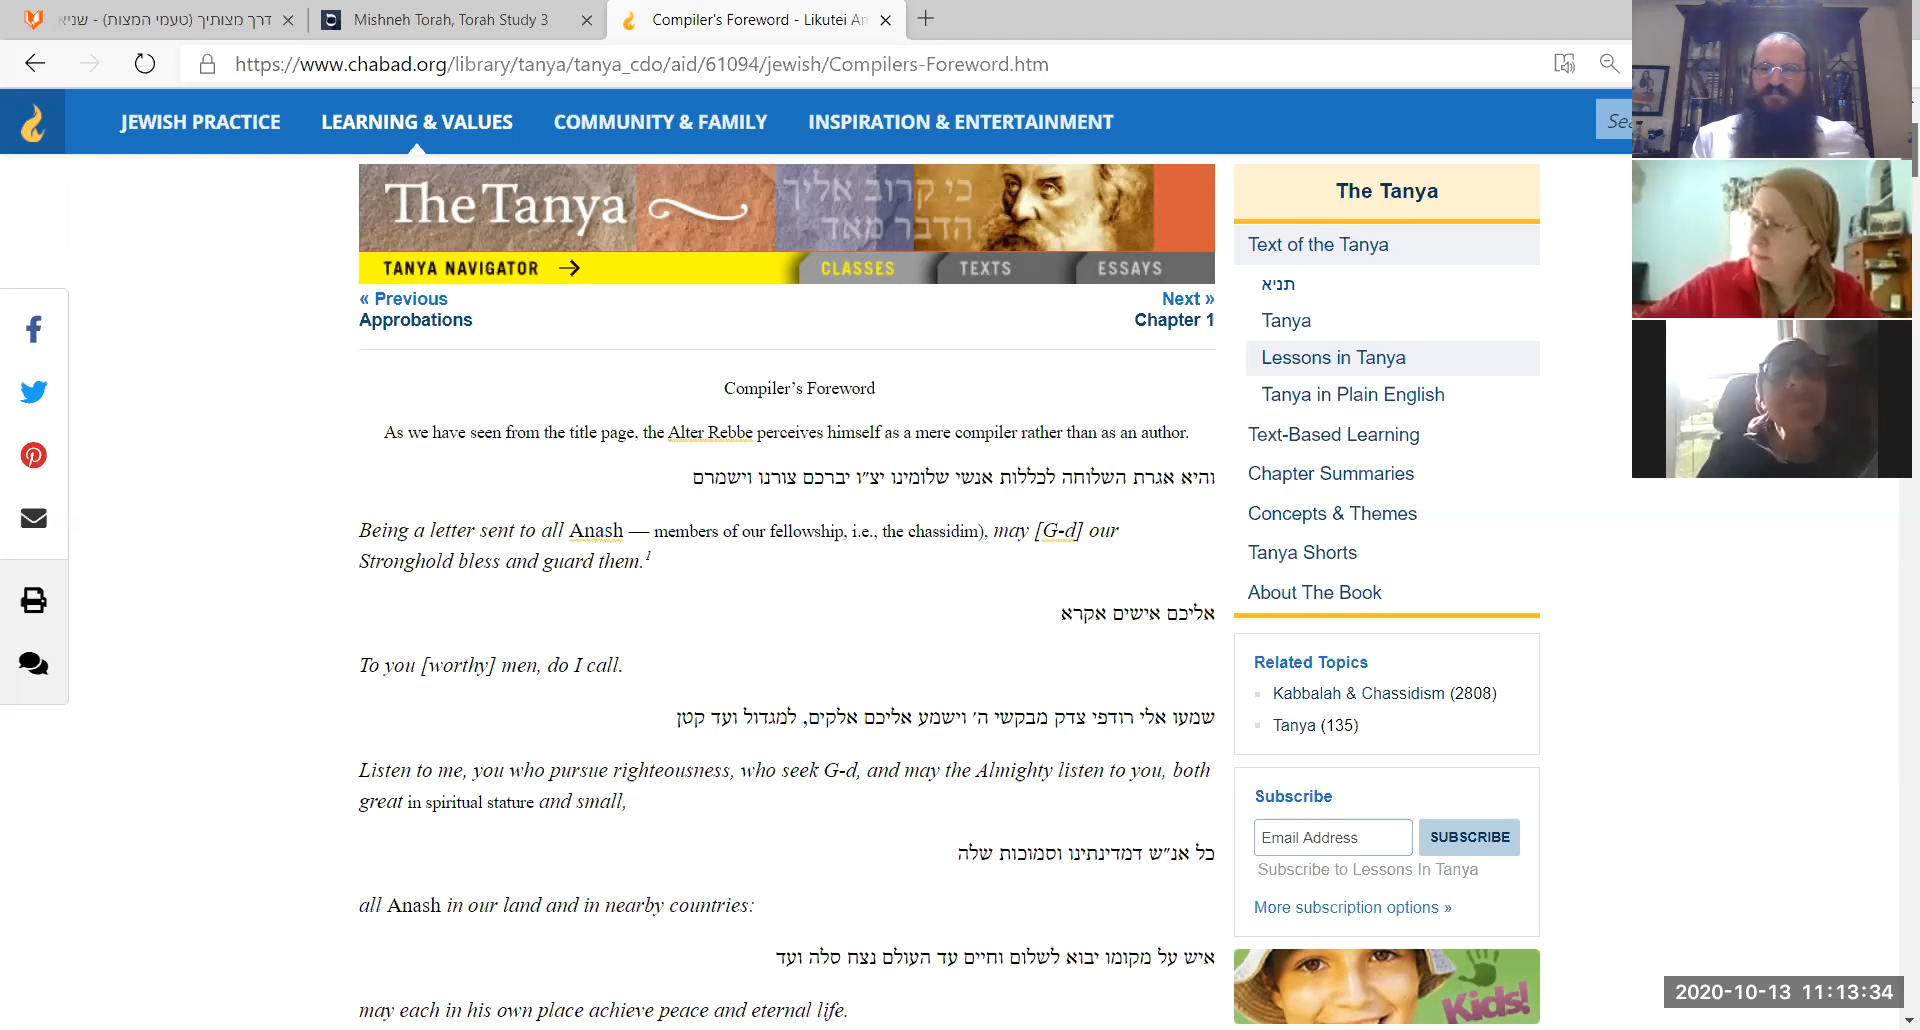 דרך מצותיך (טעמי המצות) - שניא
Mishneh Torah, Torah Study 3
Compiler's Foreword - Likutei An
https://www.chabad.org/library/tanya/tanya_cdo/aid/61094/jewish/Compilers-Foreword.htm
JEWISH PRACTICE
LEARNING & VALUES
COMMUNITY & FAMILY
INSPIRATION & ENTERTAINMENT
Sea
The Tanya
כי קרוב אליך
הדבר מאד
TANYA NAVIGATOR
CLASSES
TEXTS
ESSAYS
« Previous
Approbations
Next »
Chapter 1
Compiler’s Foreword
As we have seen from the title page, the Alter Rebbe perceives himself as a mere compiler rather than as an author.
והיא אגרת השלוחה לכללות אנשי שלומינו יצ״ו יברכם צורנו וישמרם
Being a letter sent to all Anash — members of our fellowship, i.e., the chassidim), may [G-d] our
Stronghold bless and guard them.1
אליכם אישים אקרא
To you [worthy] men, do I call.
שמעו אלי רודפי צדק מבקשי ה׳ וישמע אליכם אלקים, למגדול ועד קטן
Listen to me, you who pursue righteousness, who seek G-d, and may the Almighty listen to you, both
great in spiritual stature and small,
כל אנ״ש דמדינתינו וסמוכות שלה
all Anash in our land and in nearby countries:
איש על מקומו יבוא לשלום וחיים עד העולם נצח סלה ועד
may each in his own place achieve peace and eternal life.
The Tanya
Text of the Tanya
תניא
Tanya
Lessons in Tanya
Tanya in Plain English
Text-Based Learning
Chapter Summaries
Concepts & Themes
Tanya Shorts
About The Book
Related Topics
Kabbalah & Chassidism (2808)
Tanya (135)
Subscribe
Email Address
SUBSCRIBE
Subscribe to Lessons In Tanya
More subscription options »
Kids!
2020-10-13 11:13:34